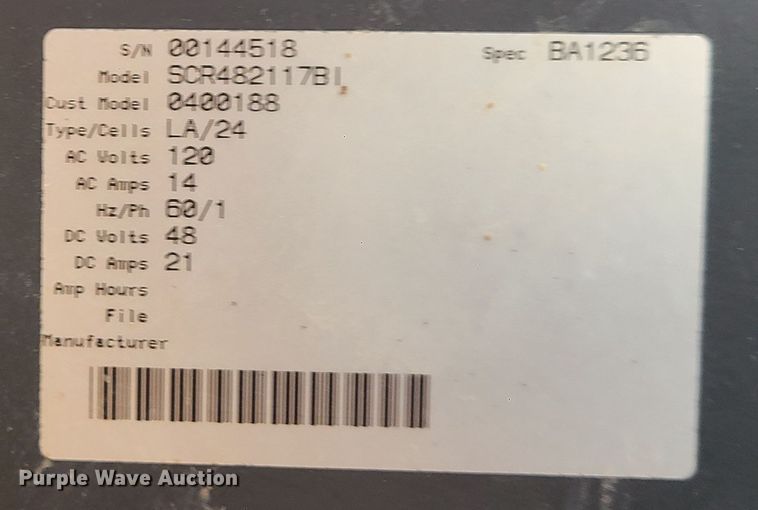 S/N 00144518 Spec BA1236
Model SCR482117BI
Cust Model 0400188
Type/Cells LA/24
AC Volts 120
AC Amps 14
Hz/Ph 60/1
DC Volts 48
DC Amps 21
Amp Hours
File
Manufacturer
Purple Wave Auction